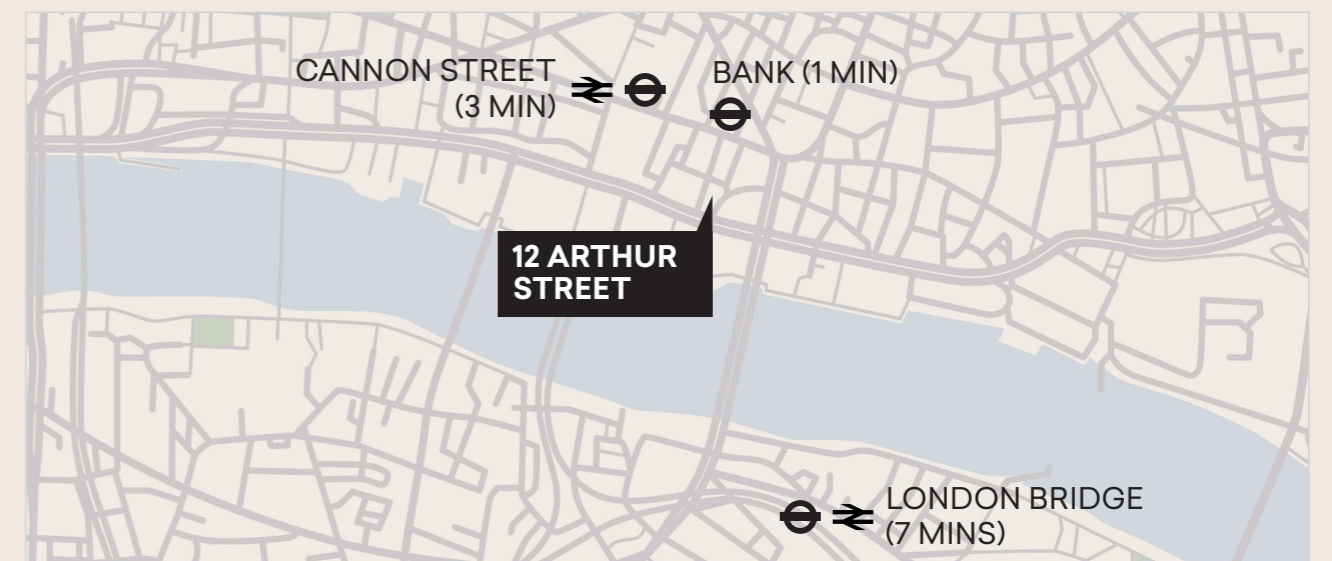 CANNON STREET
(3 MIN)
BANK (1 MIN)
12 ARTHUR
STREET
LONDON BRIDGE
(7 MINS)